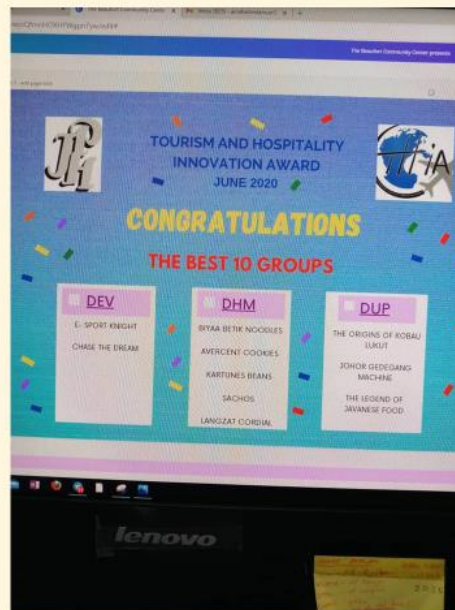 The Beaufort Community Center presents
TOURISM AND HOSPITALITY
INNOVATION AWARD
JUNE 2020
CONGRATULATIONS
THE BEST 10 GROUPS
DEV
E- SPORT KNIGHT
CHASE THE DREAM
DHM
BIYAA BETIK NOODLES
AVERCENT COOKIES
KARTUNES BEANS
SACHOS
LANGZAT CORDIAL
DUP
THE ORIGINS OF KOBAU
LUKUT
JOHOR GEDEGANG
MACHINE
THE LEGEND OF
JAVANESE FOOD
lenovo